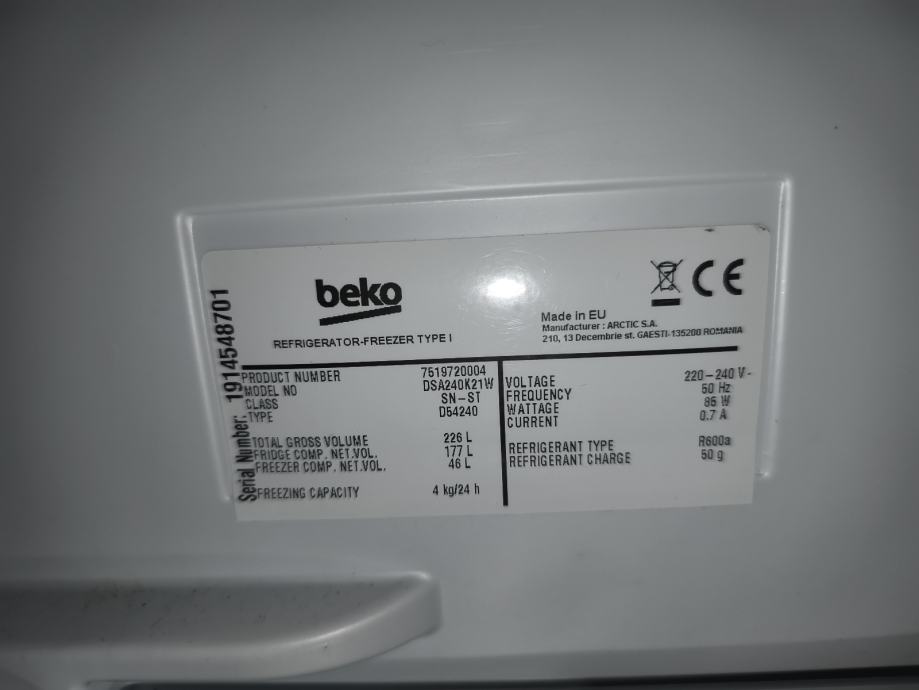 beko
CE
Made in EU
Manufacturer : ARCTIC S.A.
210, 13 Decembrie st. GAESTI-135200 ROMANIA
REFRIGERATOR-FREEZER TYPE I
Serial Number: 1914548701
PRODUCT NUMBER 7519720004
MODEL NO DSA240K21W
CLASS SN-ST
TYPE D54240
TOTAL GROSS VOLUME 226 L
FRIDGE COMP. NET.VOL. 177 L
FREEZER COMP. NET.VOL. 46 L
FREEZING CAPACITY 4 kg/24 h
VOLTAGE 220-240 V~
FREQUENCY 50 Hz
WATTAGE 85 W
CURRENT 0.7 A
REFRIGERANT TYPE R600a
REFRIGERANT CHARGE 50 g